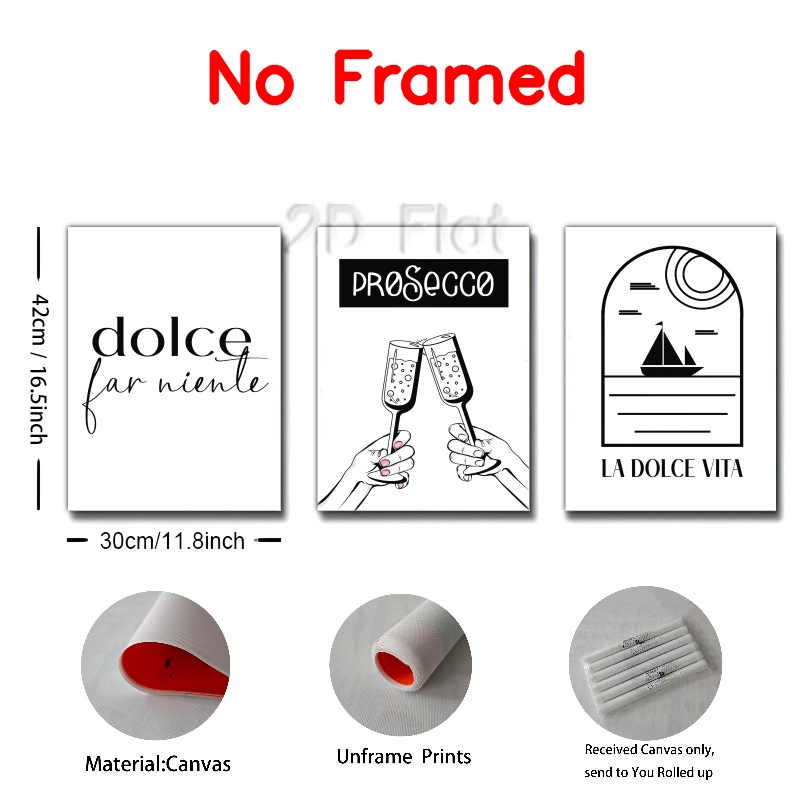 No Framed
2D Flat
42cm / 16.5inch
dolce
far niente
PROSECCO
LA DOLCE VITA
30cm/11.8inch
Material:Canvas
Unframe Prints
Received Canvas only,
send to You Rolled up